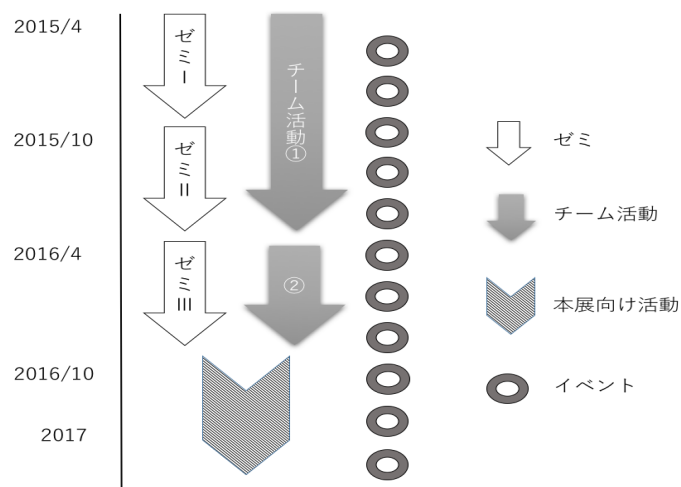 2015/4
2015/10
2016/4
2016/10
2017
ゼミI
ゼミII
ゼミIII
チーム活動①
②
ゼミ
チーム活動
本展向け活動
イベント